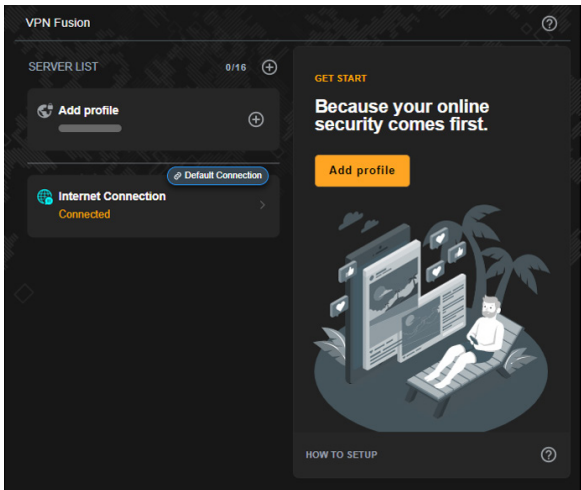 VPN Fusion
SERVER LIST
0/16
Add profile
Default Connection
Internet Connection
Connected
GET START
Because your online
security comes first.
Add profile
HOW TO SETUP